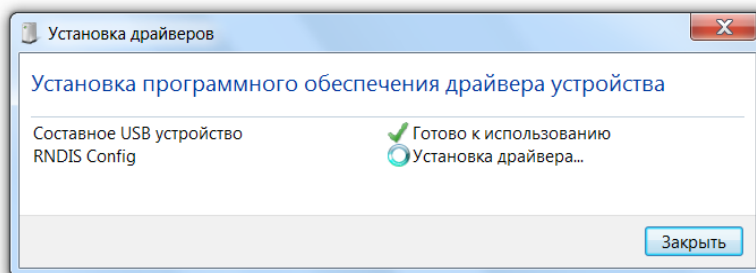 Установка драйверов
Установка программного обеспечения драйвера устройства
Составное USB устройство Готово к использованию
RNDIS Config Установка драйвера...
Закрыть